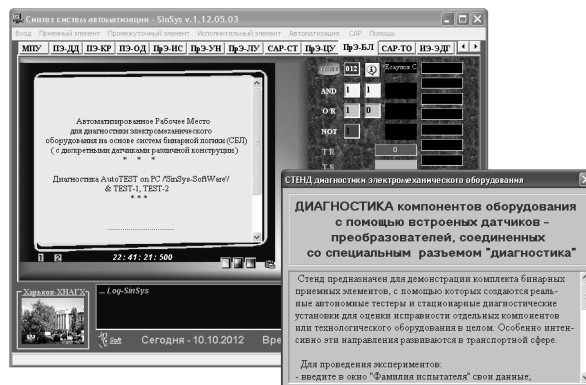 Синтез систем автоматизации - SinSys v.1.12.05.03
Вход Приемный элемент Промежуточный элемент Исполнительный элемент Автоматизация САР Помощь
МПУ ПЭ-ДД ПЭ-КР ПЭ-ОД ПрЭ-НС ПрЭ-УН ПрЭ-ЛУ САР-СТ ПрЭ-ЦУ ПрЭ-БЛ САР-ТО ИЭ-ЭДГ
Автоматизированное Рабочее Место
для диагностики электромеханического
оборудования на основе систем бинарной логики (СБЛ)
( с дискретными датчиками различной конструкции )
* * *
Диагностика AutoTEST on PC /'SinSys-SoftWare'/
& TEST-1, TEST-2
* * *
..............................
1 2 22 : 41 : 21 : 500
012
AND 1 1
O R 1 0
NOT
T R 0
T S
Харьков-ХНАГХ
... Log-SinSys
Soft Сегодня - 10.10.2012 Вре
СТЕНД диагностики электромеханического оборудования
ДИАГНОСТИКА компонентов оборудования
с помощью встроеных датчиков -
преобразователей, соединенных
со специальным разъемом "диагностика"
Стенд предназначен для демонстрации комплекта бинарных
приемных элементов, с помощью которых создаются реаль-
ные автономные тестеры и стационарные диагностические
установки для оценки исправности отдельных компонентов
или технологического оборудования в целом. Особенно интен-
сивно эти направления развиваются в транспортной сфере.
Для проведения экспериментов:
- введите в окно "Фамилия испытателя" свои данные;